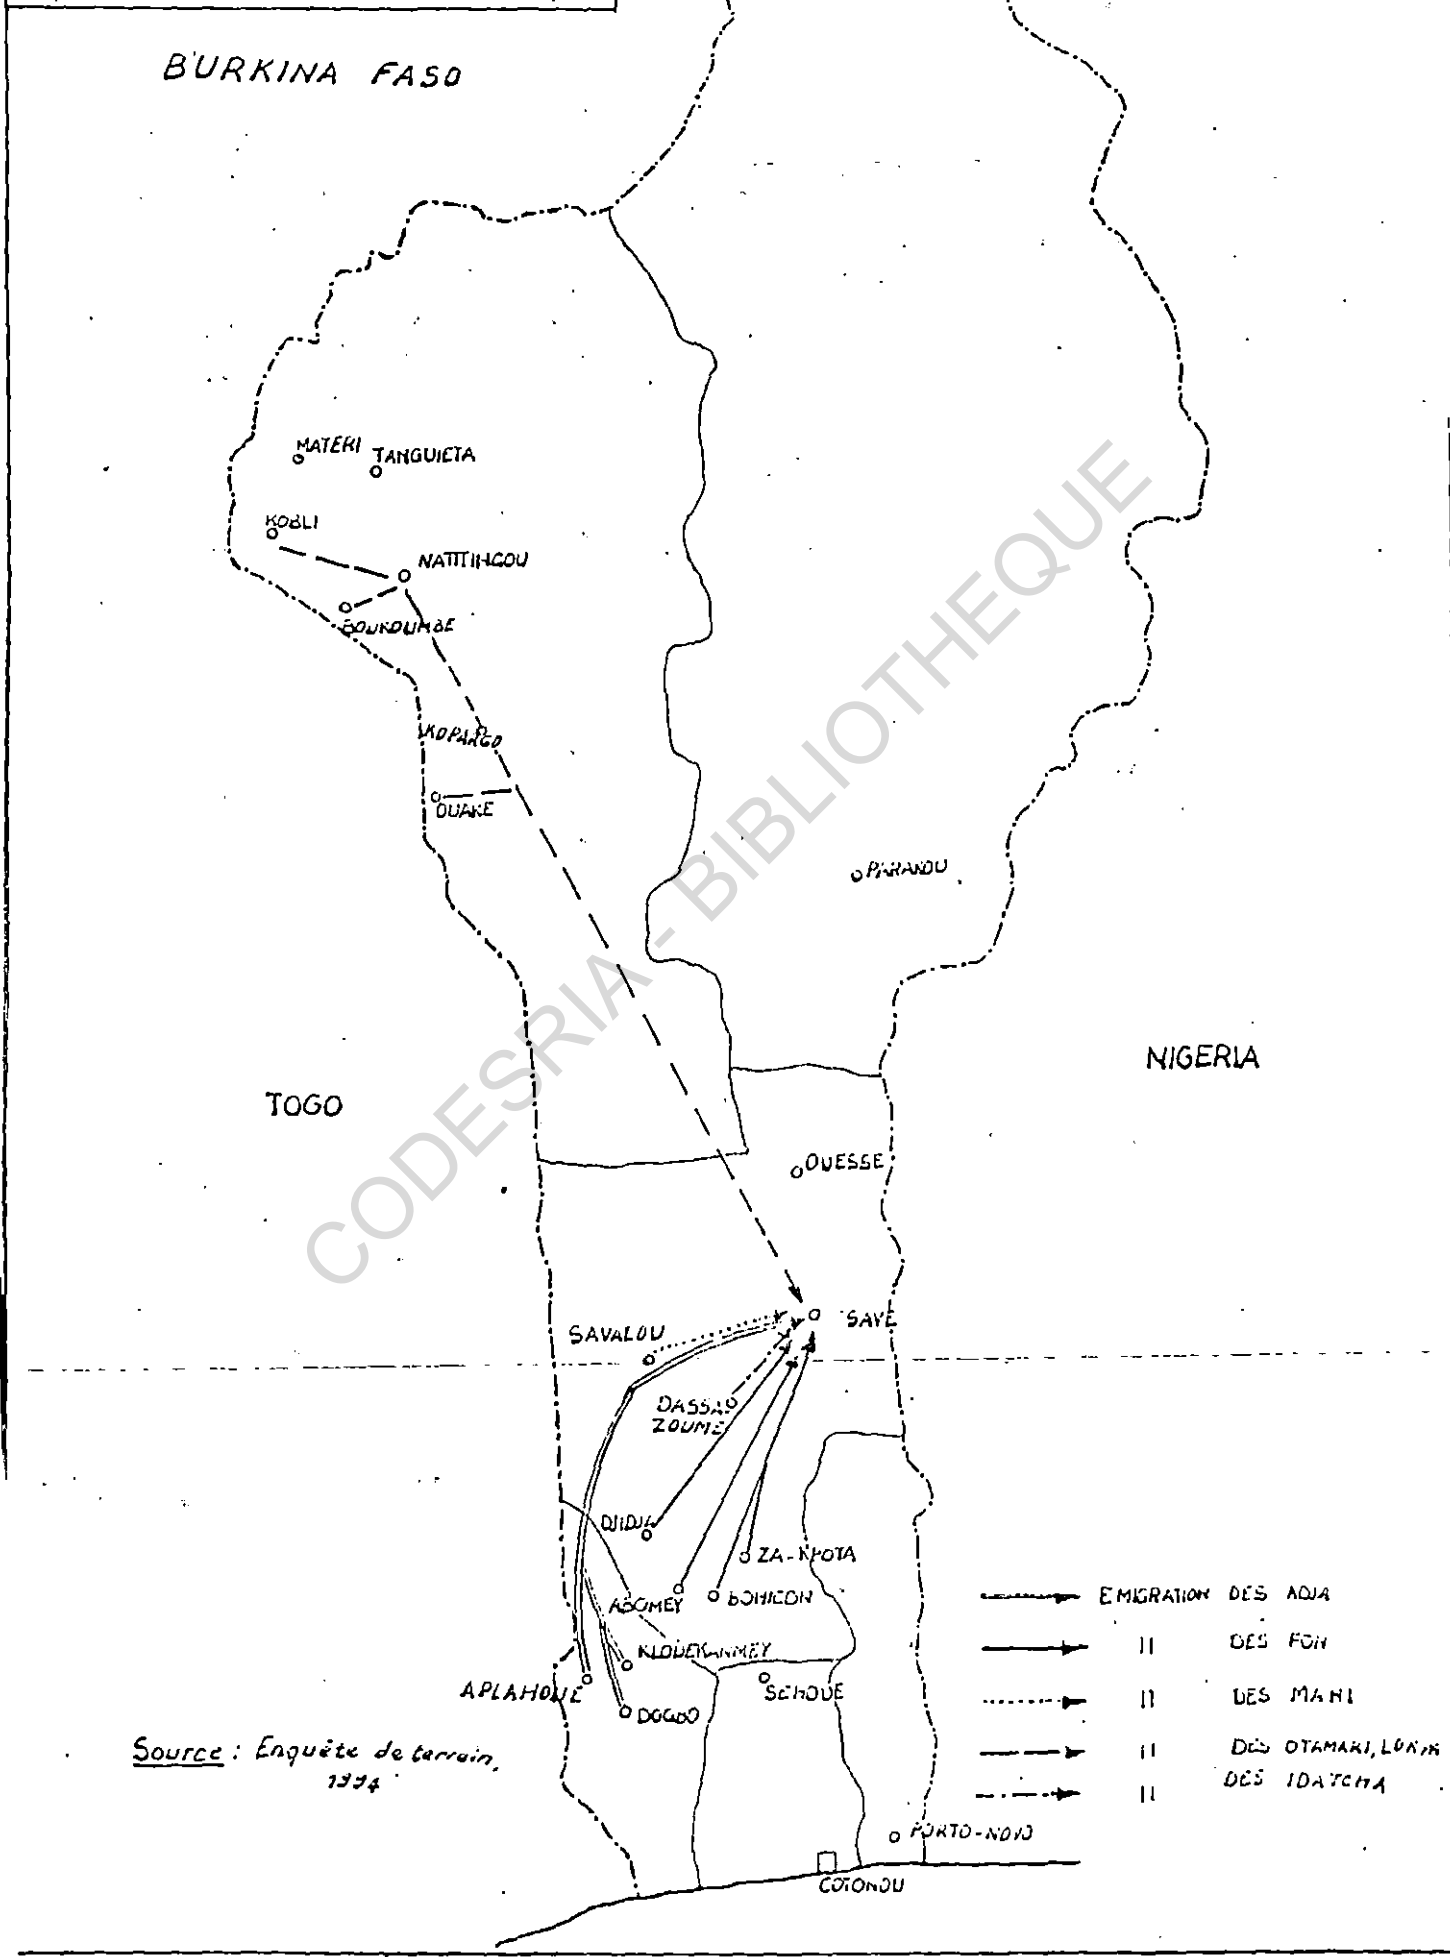 BURKINA FASO
MATERI
TANGUIETA
KOBLI
NATITINGOU
BOUKOUMBE
KOPARGO
OUAKE
PARAKOU
NIGERIA
TOGO
OUESSE
SAVE
SAVALOU
DASSA-
ZOUME
DJIDJA
ZA-KPOTA
ABOMEY
BOHICON
KLOUEKANMEY
APLAHOUE
SEHOUE
DOGBO
EMIGRATION DES ADJA
" DES FON
" DES MAHI
" DES OTAMARI,
" DES IDATCHA
Source : Enquête de terrain,
1994
PORTO-NOVO
COTONOU
CODESRIA - BIBLIOTHEQUE